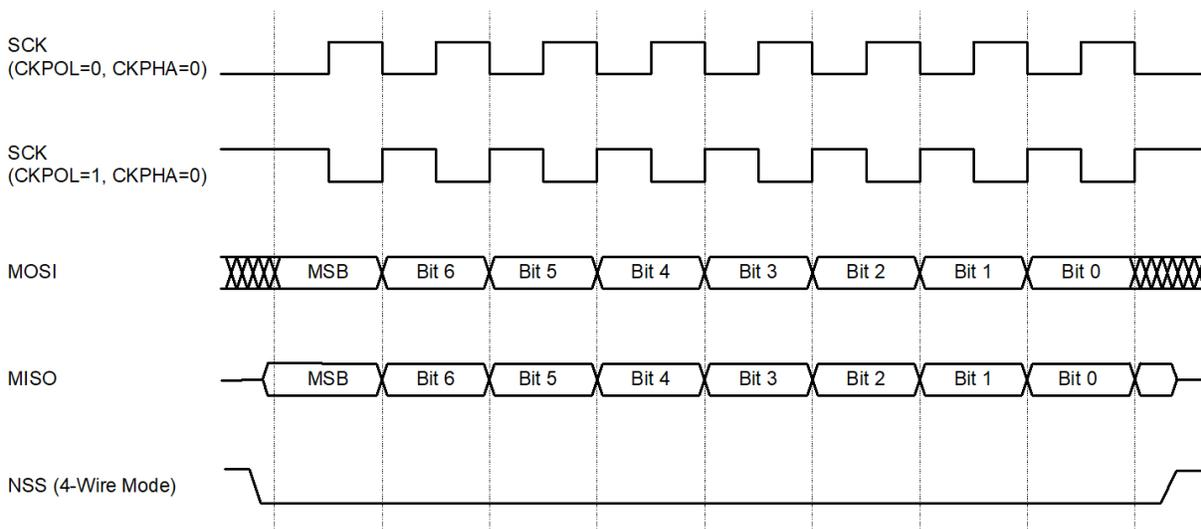 SCK
(CKPOL=0, CKPHA=0)
SCK
(CKPOL=1, CKPHA=0)
MOSI MSB Bit 6 Bit 5 Bit 4 Bit 3 Bit 2 Bit 1 Bit 0
MISO MSB Bit 6 Bit 5 Bit 4 Bit 3 Bit 2 Bit 1 Bit 0
NSS (4-Wire Mode)